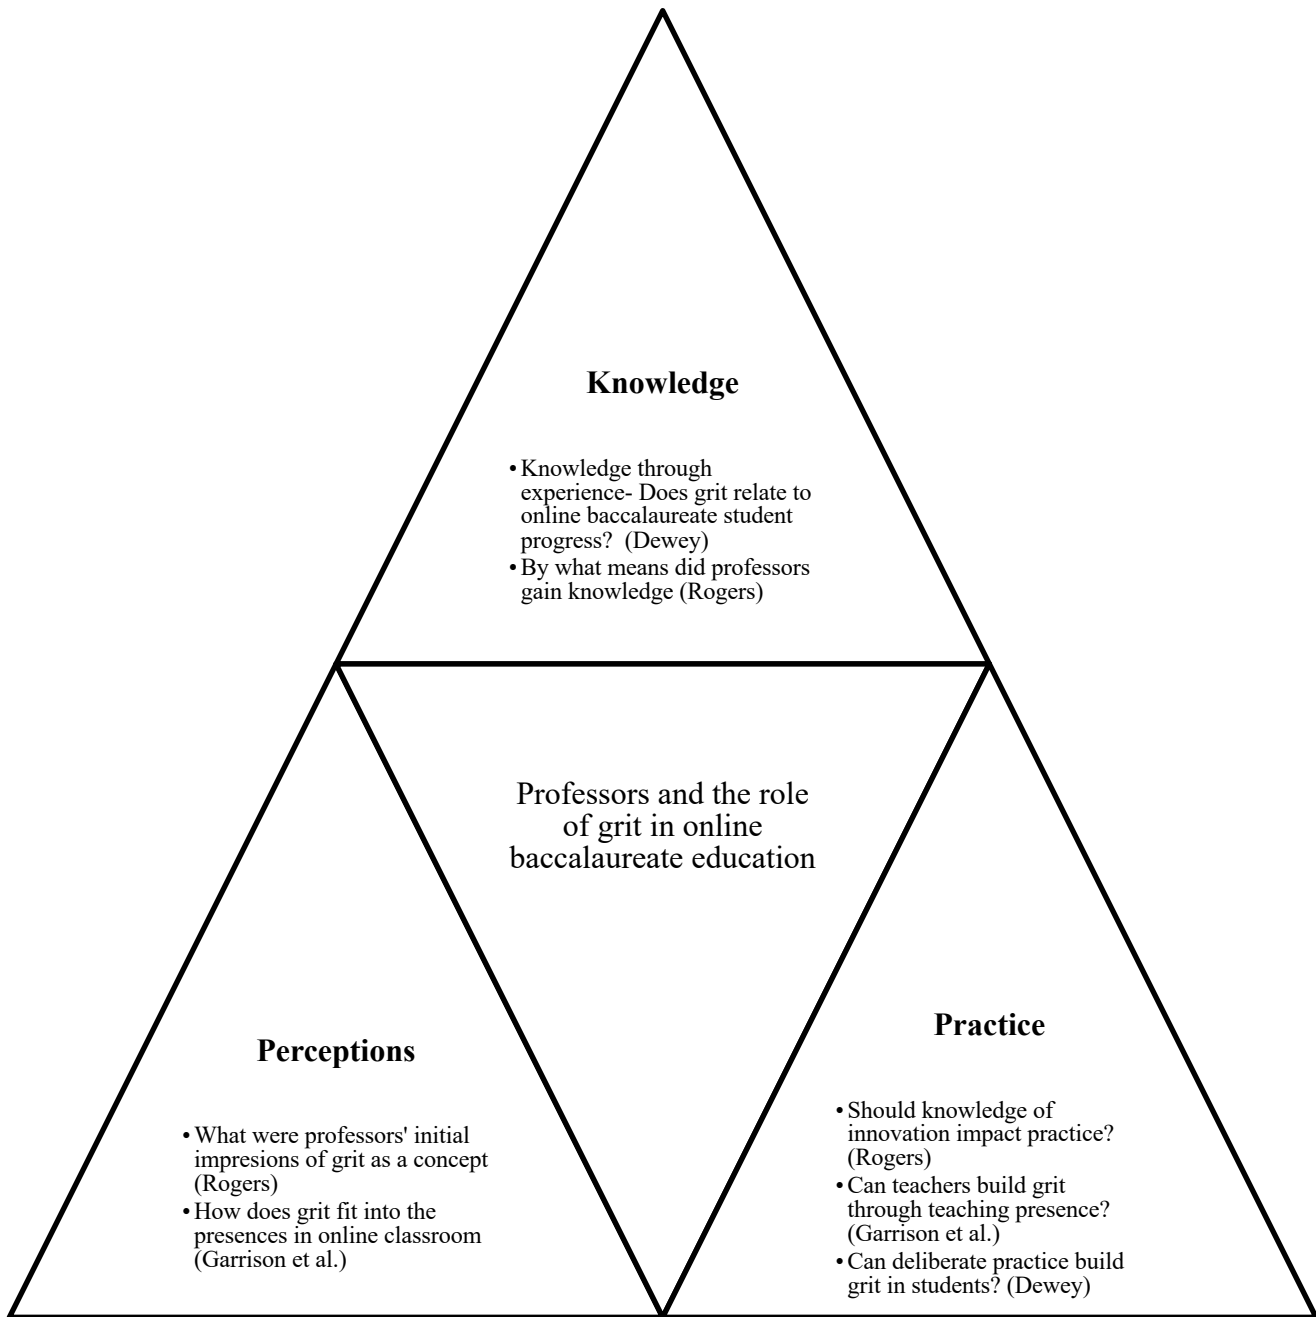 Knowledge
•Knowledge through
experience- Does grit relate to
online baccalaureate student
progress?  (Dewey)
•By what means did professors
gain knowledge (Rogers)
Professors and the role
of grit in online
baccalaureate education
Perceptions
•What were professors' initial
impresions of grit as a concept
(Rogers)
•How does grit fit into the
presences in online classroom
(Garrison et al.)
Practice
•Should knowledge of
innovation impact practice?
(Rogers)
•Can teachers build grit
through teaching presence?
(Garrison et al.)
•Can deliberate practice build
grit in students? (Dewey)